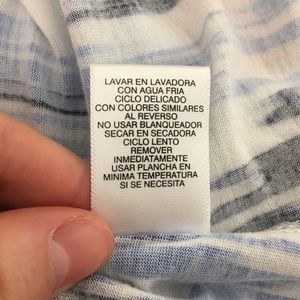 LAVAR EN LAVADORA
CON AGUA FRIA
CICLO DELICADO
CON COLORES SIMILARES
AL REVERSO
NO USAR BLANQUEADOR
SECAR EN SECADORA
CICLO LENTO
REMOVER
INMEDIATAMENTE
USAR PLANCHA EN
MINIMA TEMPERATURA
SI SE NECESITA